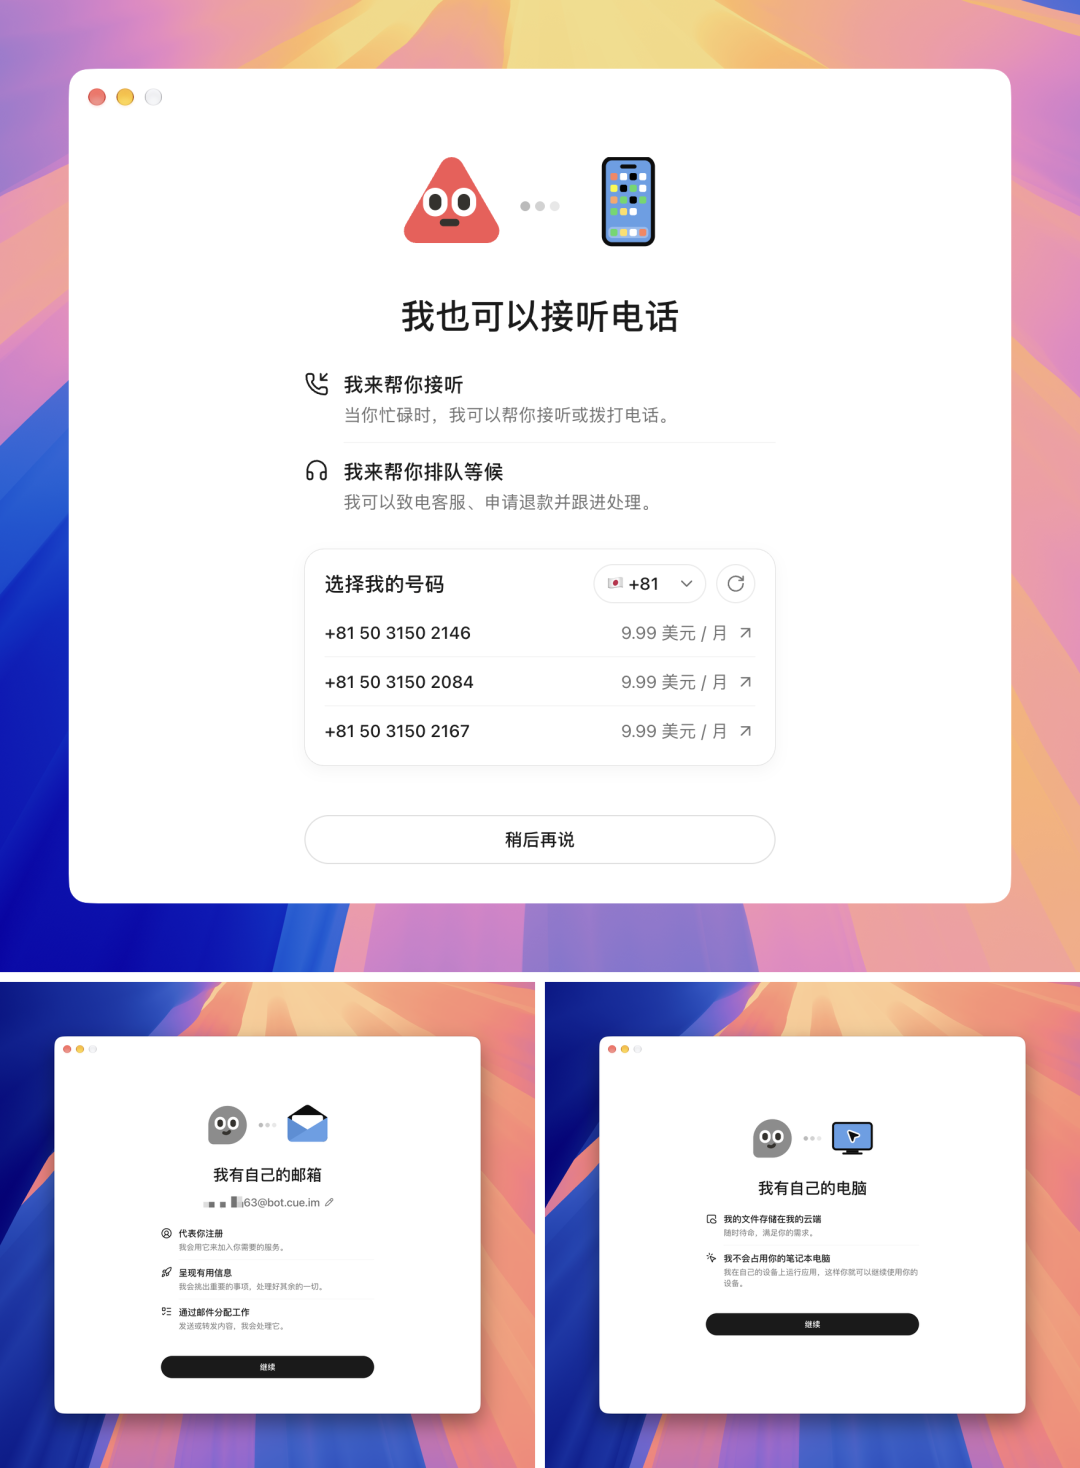 我也可以接听电话
我来帮你接听
当你忙碌时，我可以帮你接听或拨打电话。
我来帮你排队等候
我可以致电客服、申请退款并跟进处理。
选择我的号码
+81
+81 50 3150 2146 9.99 美元 / 月
+81 50 3150 2084 9.99 美元 / 月
+81 50 3150 2167 9.99 美元 / 月
稍后再说
我有自己的邮箱
63@bot.cue.im
代表你注册
我会用它来加入你需要的服务。
呈现有用信息
我会挑出重要的事项，处理好其余的一切。
通过邮件分配工作
发送或转发内容，我会处理它。
继续
我有自己的电脑
我的文件存储在我的云端
随时待命，满足你的需求。
我不会占用你的笔记本电脑
我在自己的设备上运行应用，这样你就可以继续使用你的
设备。
继续